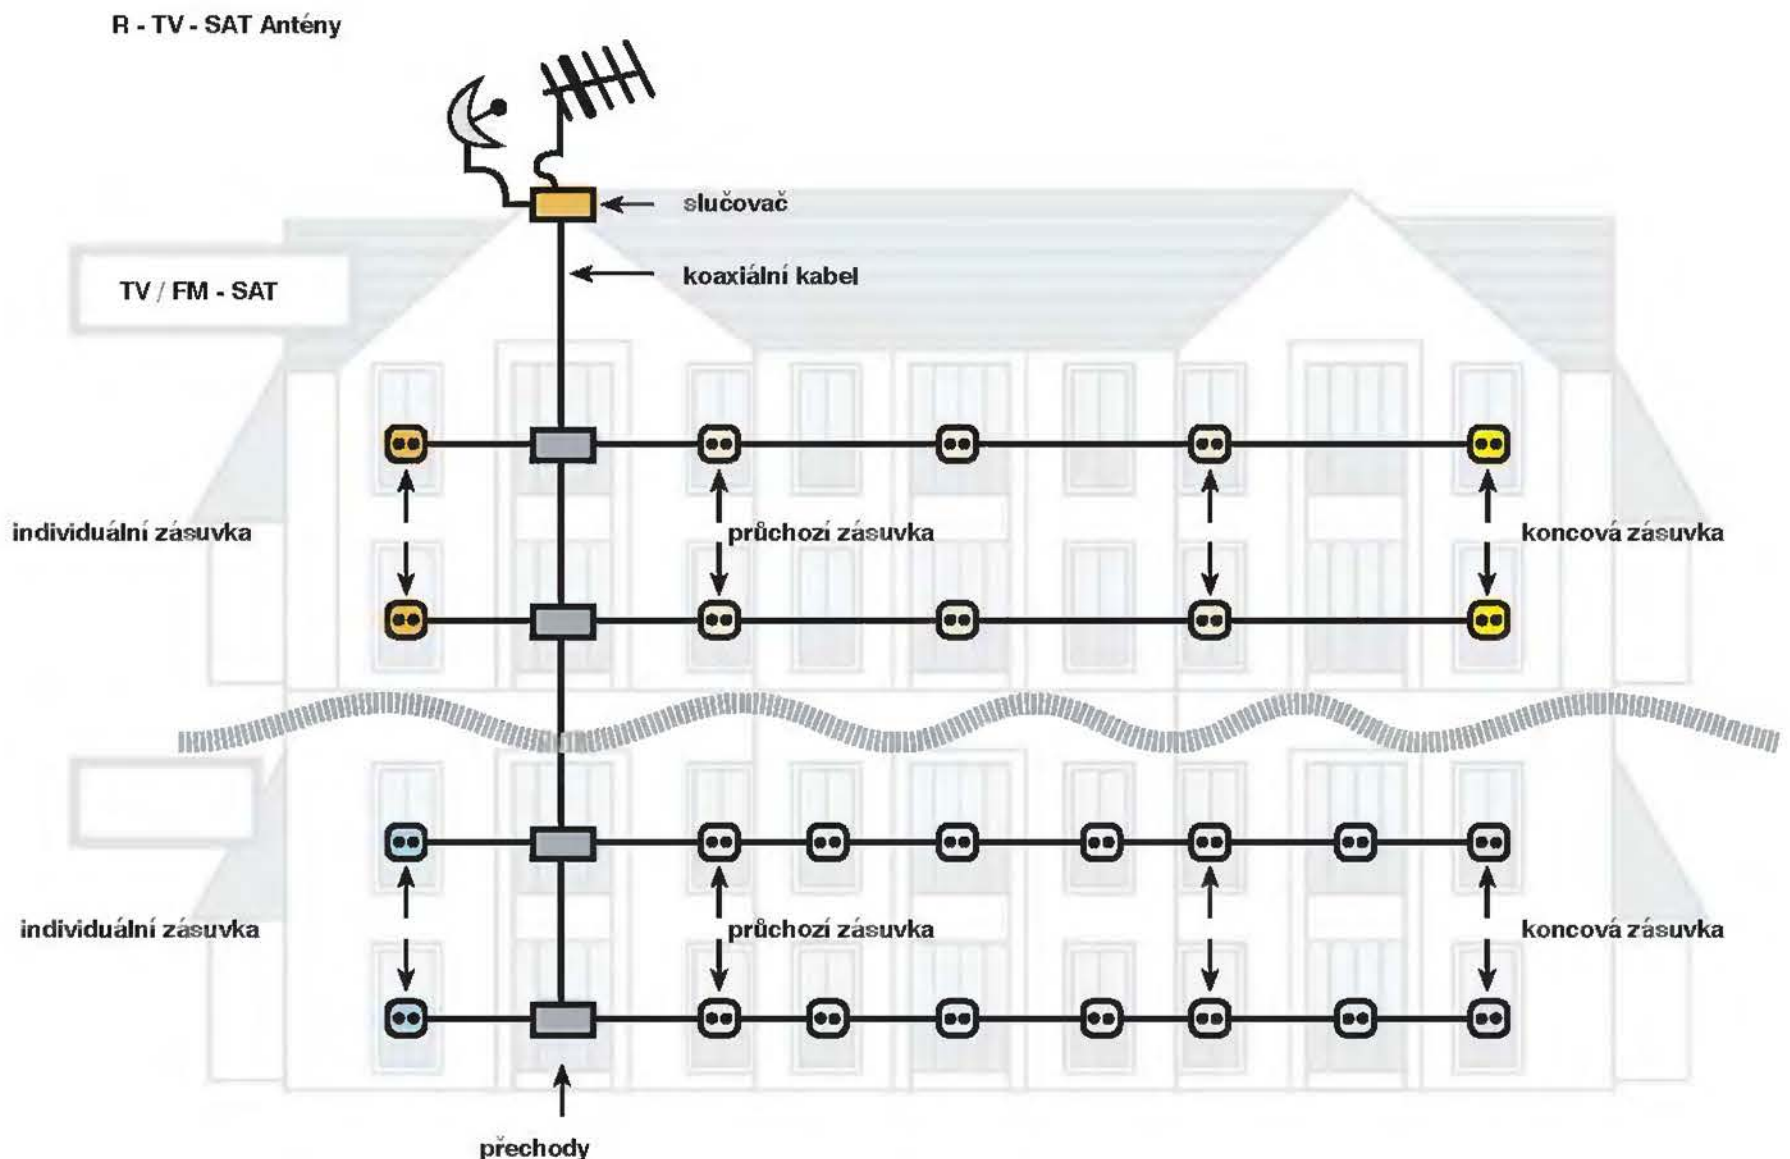 R - TV - SAT Antény
slučovač
koaxiální kabel
TV / FM - SAT
individuální zásuvka
průchozí zásuvka
koncová zásuvka
individuální zásuvka
průchozí zásuvka
koncová zásuvka
přechody